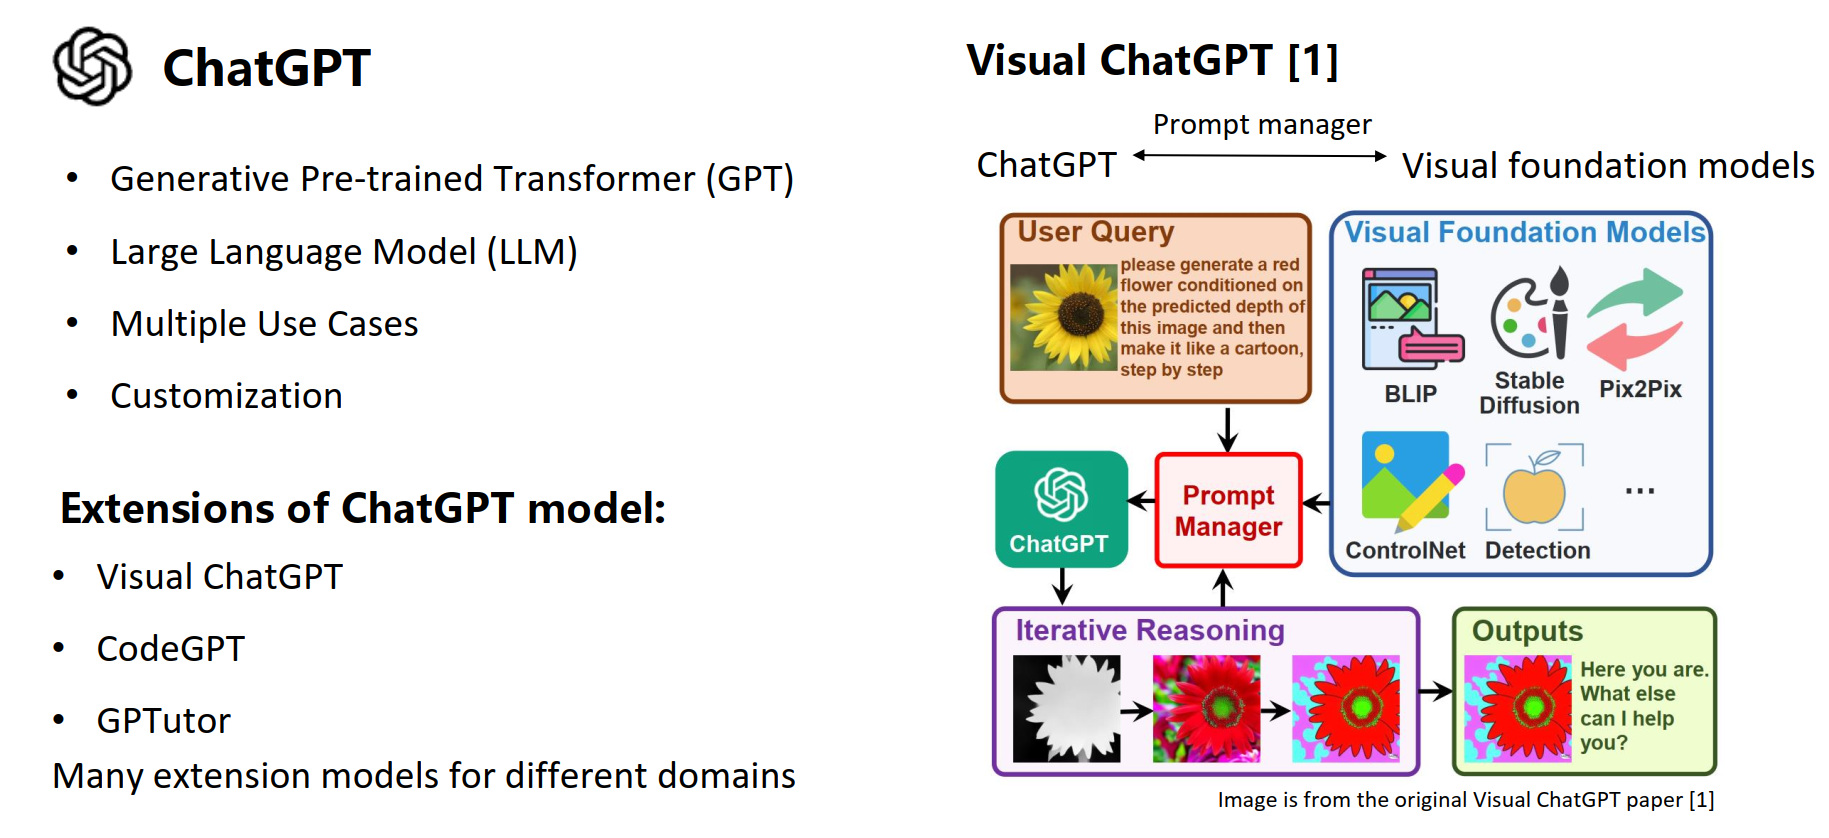 ChatGPT
• Generative Pre-trained Transformer (GPT)
• Large Language Model (LLM)
• Multiple Use Cases
• Customization
Extensions of ChatGPT model:
• Visual ChatGPT
• CodeGPT
• GPTutor
Many extension models for different domains
Visual ChatGPT [1]
Prompt manager
ChatGPT
Visual foundation models
User Query
please generate a red
flower conditioned on
the predicted depth of
this image and then
make it like a cartoon,
step by step
Visual Foundation Models
BLIP
Stable
Diffusion
Pix2Pix
ControlNet
Detection
...
ChatGPT
Prompt
Manager
Iterative Reasoning
Outputs
Here you are.
What else
can I help
you?
Image is from the original Visual ChatGPT paper [1]